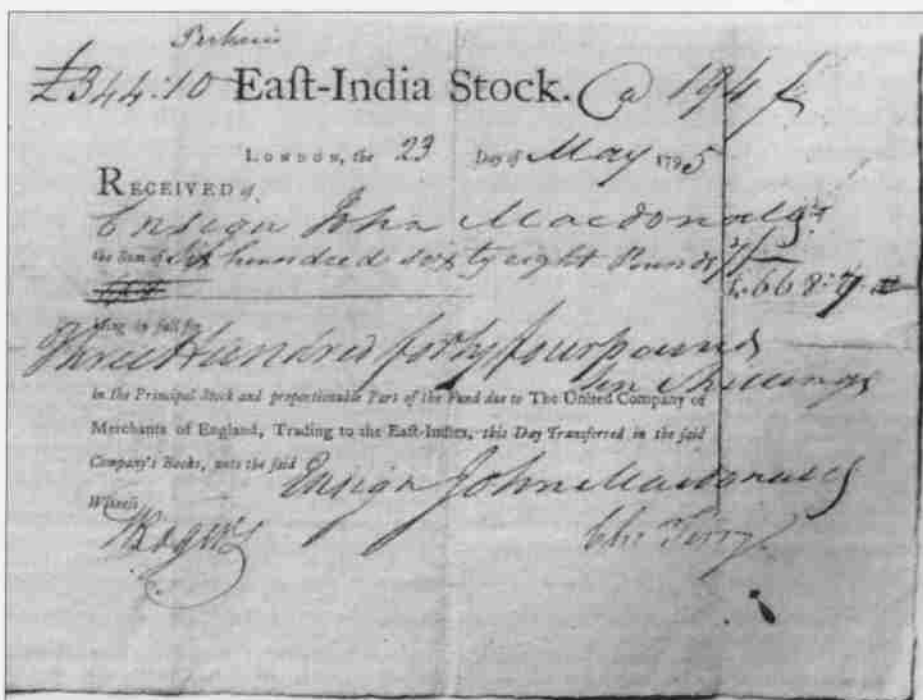 Perkins
£344:10 East-India Stock. @ 194
LONDON, the 23 Day of May 1795
RECEIVED of
Ensign John Macdonald
the Sum of Six hundred sixty eight Pounds 7/
668:7
being in full for
Three Hundred forty four pounds
ten Shillings
in the Principal Stock and proportionable Part of the Fund due to The United Company of
Merchants of England, Trading to the East-Indies, this Day Transferred in the said
Company's Books, unto the said Ensign John Macdonald
Witness